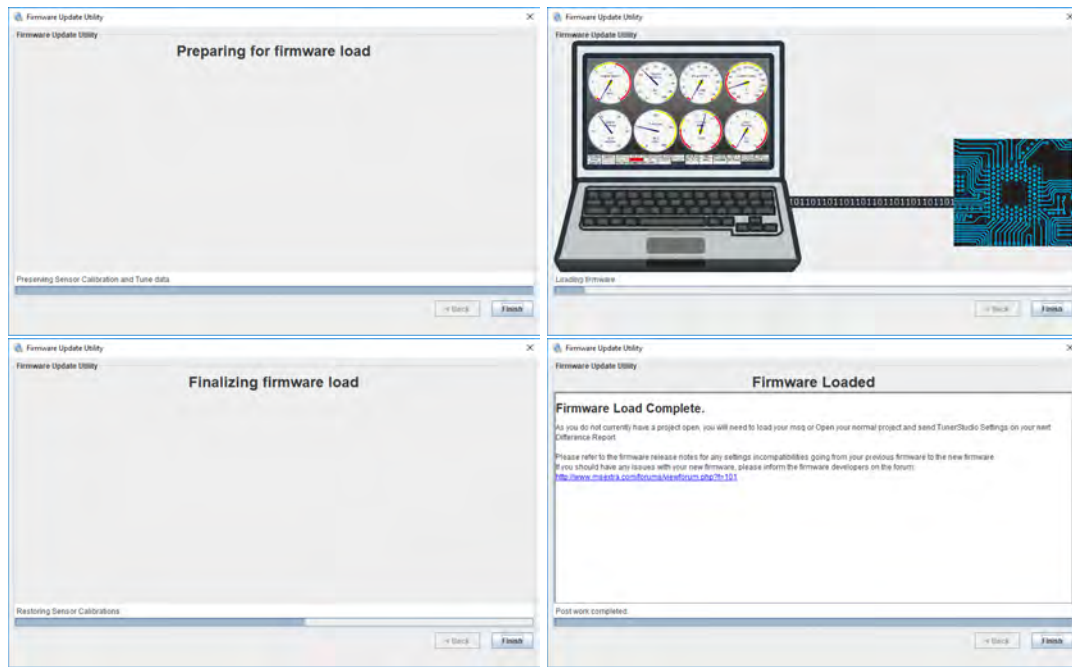 Firmware Update Utility
Firmware Update Utility
Preparing for firmware load
Preserving Sensor Calibration and Tune data
< Back Finish
Firmware Update Utility
Firmware Update Utility
1011011011011011011011011011011
Loading firmware
< Back Finish
Firmware Update Utility
Firmware Update Utility
Finalizing firmware load
Restoring Sensor Calibrations
< Back Finish
Firmware Update Utility
Firmware Update Utility
Firmware Loaded
Firmware Load Complete.
As you do not currently have a project open, you will need to load your msq or Open your normal project and send TunerStudio Settings on your next
Difference Report.
Please refer to the firmware release notes for any settings incompatibilities going from your previous firmware to the new firmware
If you should have any issues with your new firmware, please inform the firmware developers on the forum:
http://www.msextra.com/forums/viewforum.php?f=101
Post work completed.
< Back Finish